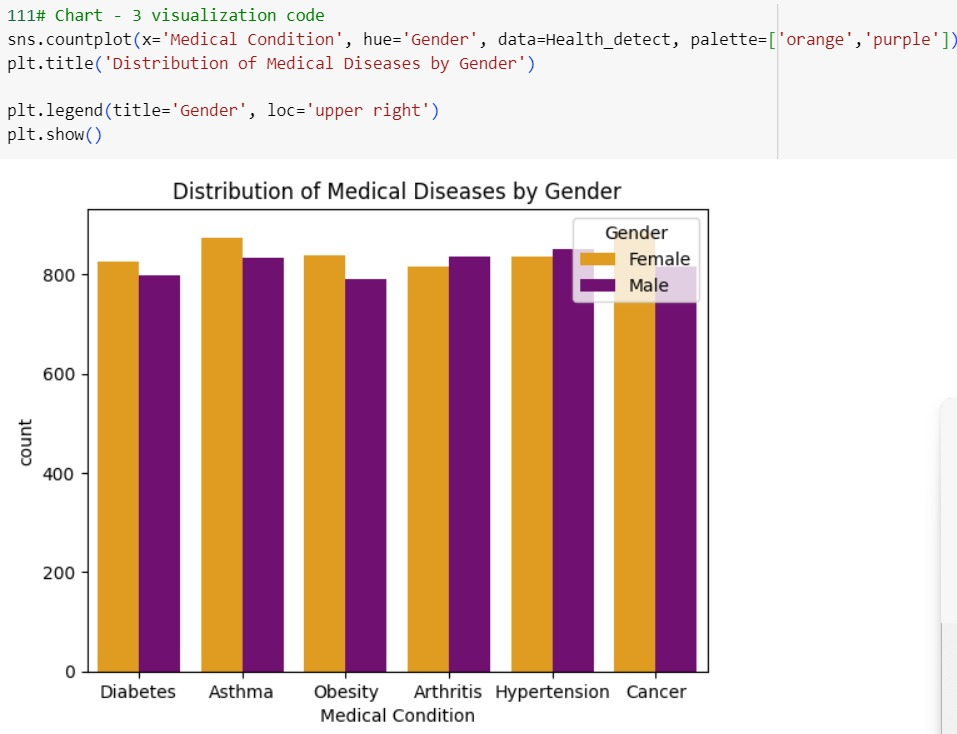 111# Chart - 3 visualization code
sns.countplot(x='Medical Condition', hue='Gender', data=Health_detect, palette=['orange','purple'])
plt.title('Distribution of Medical Diseases by Gender')
plt.legend(title='Gender', loc='upper right')
plt.show()
Distribution of Medical Diseases by Gender
Gender
Female
Male
800
600
400
200
0
count
Diabetes Asthma Obesity Arthritis Hypertension Cancer
Medical Condition